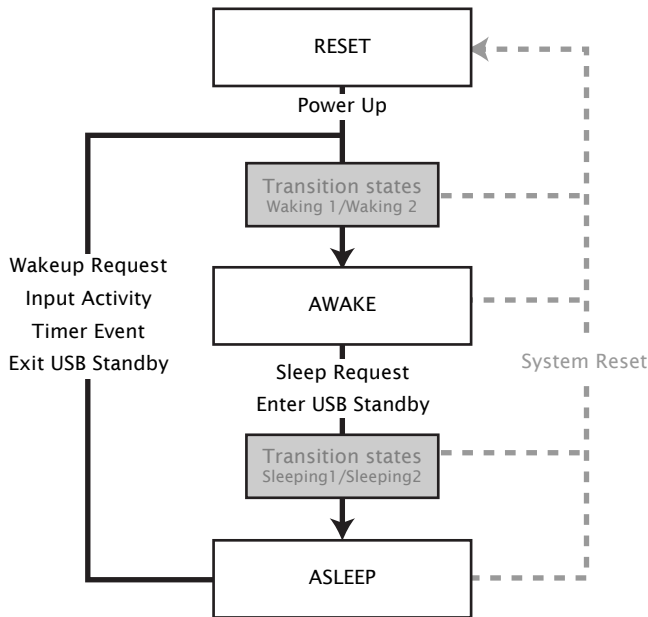 RESET
Power Up
Transition states
Waking 1/Waking 2
Wakeup Request
Input Activity
Timer Event
Exit USB Standby
AWAKE
System Reset
Sleep Request
Enter USB Standby
Transition states
Sleeping1/Sleeping2
ASLEEP